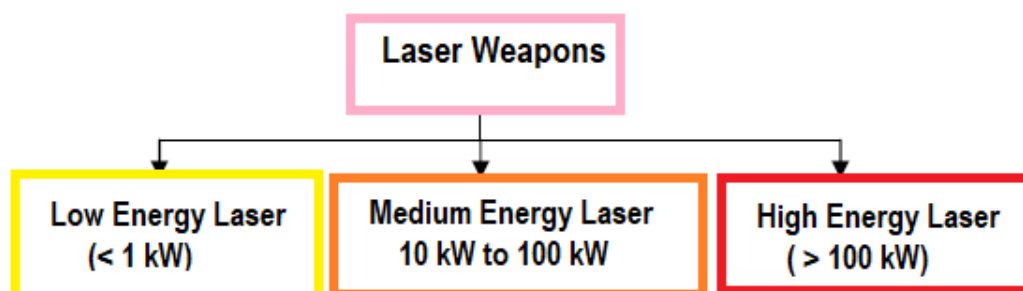 Laser Weapons
Low Energy Laser
(< 1 kW)
Medium Energy Laser
10 kW to 100 kW
High Energy Laser
( > 100 kW)